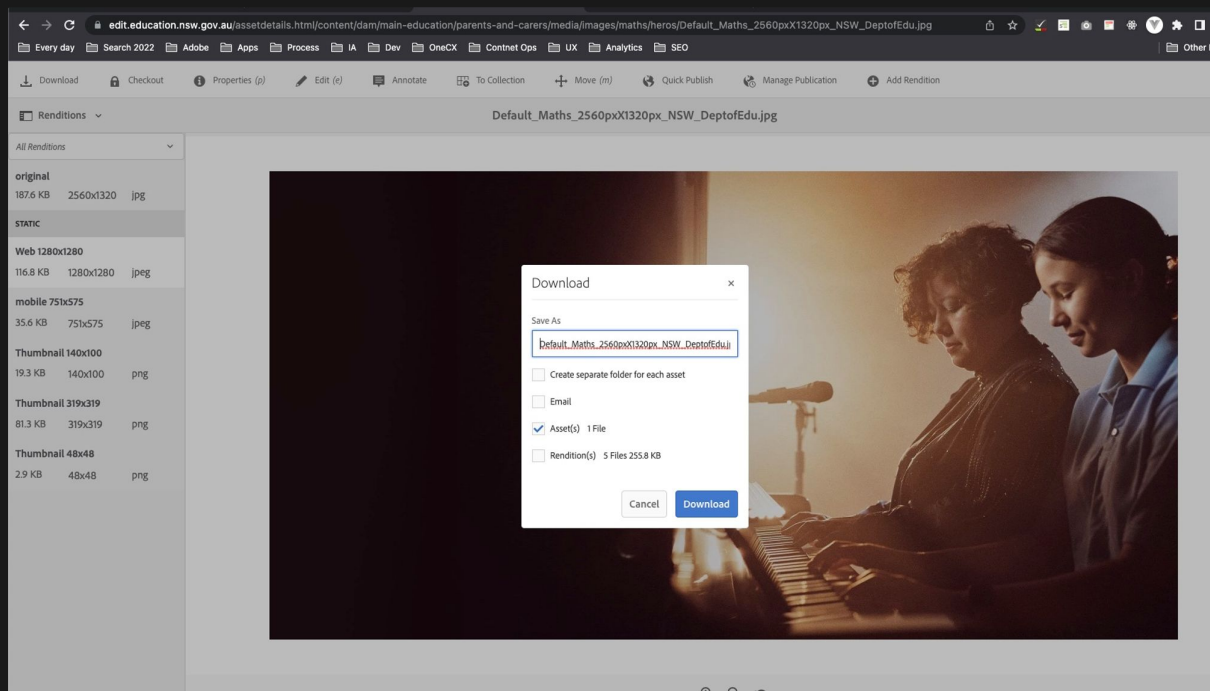 edit.education.nsw.gov.au/assetdetails.html/content/dam/main-education/parents-and-carers/media/images/maths/heros/Default_Maths_2560pxX1320px_NSW_DeptofEdu.jpg
Every day Search 2022 Adobe Apps Process IA Dev OneCX Contnet Ops UX Analytics SEO Other
Download Checkout Properties (p) Edit (e) Annotate To Collection Move (m) Quick Publish Manage Publication Add Rendition
Renditions Default_Maths_2560pxX1320px_NSW_DeptofEdu.jpg
All Renditions
original
187.6 KB 2560x1320 jpg
STATIC
Web 1280x1280
116.8 KB 1280x1280 jpeg
mobile 751x575
35.6 KB 751x575 jpeg
Thumbnail 140x100
19.3 KB 140x100 png
Thumbnail 319x319
81.3 KB 319x319 png
Thumbnail 48x48
2.9 KB 48x48 png
Download ×
Save As
Default_Maths_2560pxX1320px_NSW_DeptofEdu.j
Create separate folder for each asset
Email
Asset(s) 1 File
Rendition(s) 5 Files 255.8 KB
Cancel Download